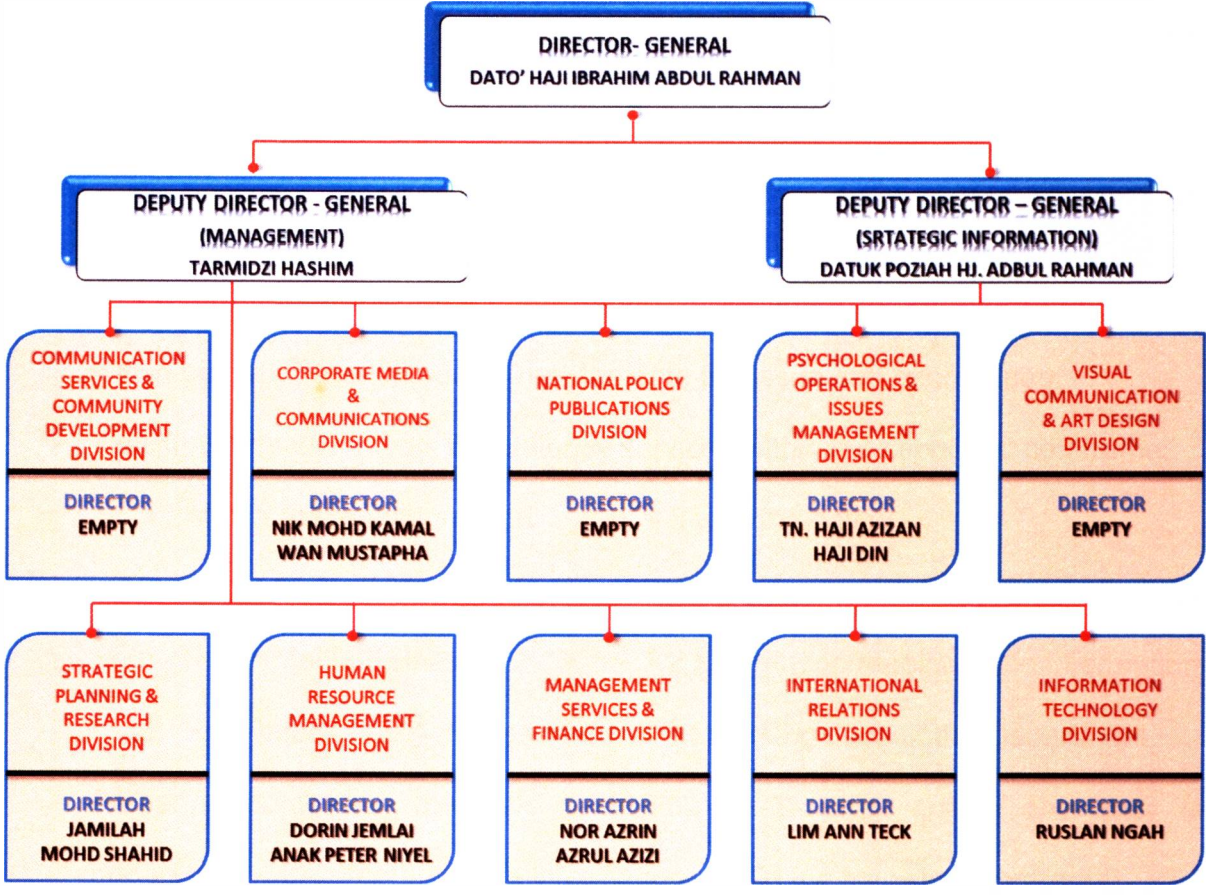 DIRECTOR- GENERAL
DATO’ HAJI IBRAHIM ABDUL RAHMAN
DEPUTY DIRECTOR - GENERAL
(MANAGEMENT)
TARMIDZI HASHIM
DEPUTY DIRECTOR – GENERAL
(SRTATEGIC INFORMATION)
DATUK POZIAH HJ. ADBUL RAHMAN
COMMUNICATION
SERVICES &
COMMUNITY
DEVELOPMENT
DIVISION
DIRECTOR
EMPTY
CORPORATE MEDIA
&
COMMUNICATIONS
DIVISION
DIRECTOR
NIK MOHD KAMAL
WAN MUSTAPHA
NATIONAL POLICY
PUBLICATIONS
DIVISION
DIRECTOR
EMPTY
PSYCHOLOGICAL
OPERATIONS &
ISSUES
MANAGEMENT
DIVISION
DIRECTOR
TN. HAJI AZIZAN
HAJI DIN
VISUAL
COMMUNICATION
& ART DESIGN
DIVISION
DIRECTOR
EMPTY
STRATEGIC
PLANNING &
RESEARCH
DIVISION
DIRECTOR
JAMILAH
MOHD SHAHID
HUMAN
RESOURCE
MANAGEMENT
DIVISION
DIRECTOR
DORIN JEMLAI
ANAK PETER NIYEL
MANAGEMENT
SERVICES &
FINANCE DIVISION
DIRECTOR
NOR AZRIN
AZRUL AZIZI
INTERNATIONAL
RELATIONS
DIVISION
DIRECTOR
LIM ANN TECK
INFORMATION
TECHNOLOGY
DIVISION
DIRECTOR
RUSLAN NGAH